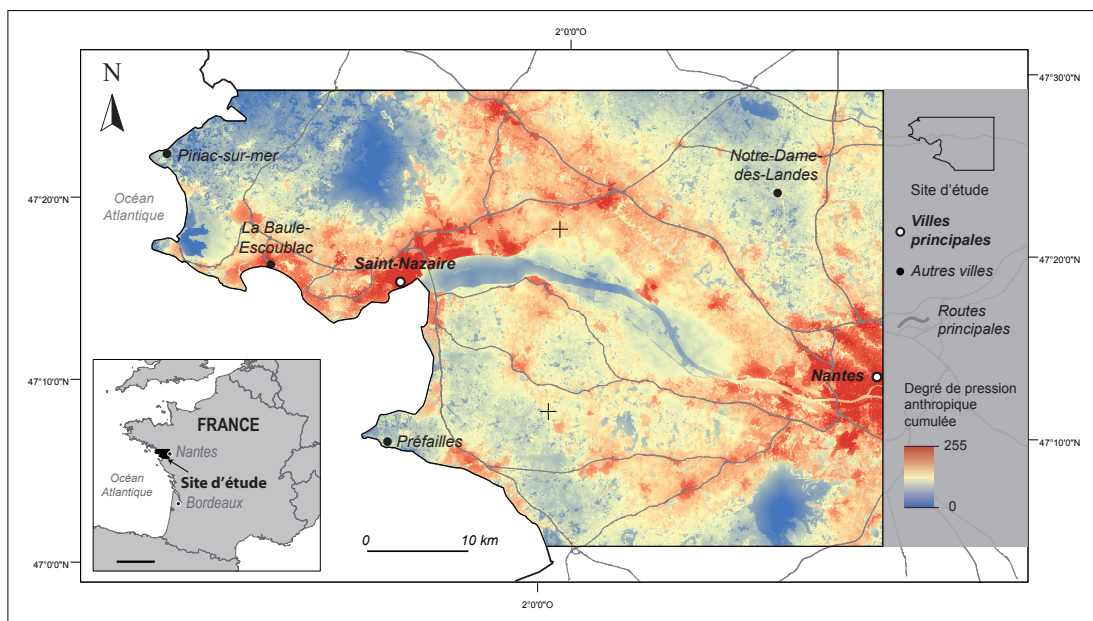 2°0'0"O
N
47°30'0"N
Piriac-sur-mer
Notre-Dame-
des-Landes
Océan
Atlantique
47°20'0"N
La Baule-
Escoublac
Saint-Nazaire
Nantes
Préfailles
47°10'0"N
47°0'0"N
0
10 km
2°0'0"O
47°20'0"N
47°10'0"N
FRANCE
Nantes
Site d'étude
Océan
Atlantique
Bordeaux
Site d'étude
Villes
principales
Autres villes
Routes
principales
Degré de pression
anthropique
cumulée
255
0